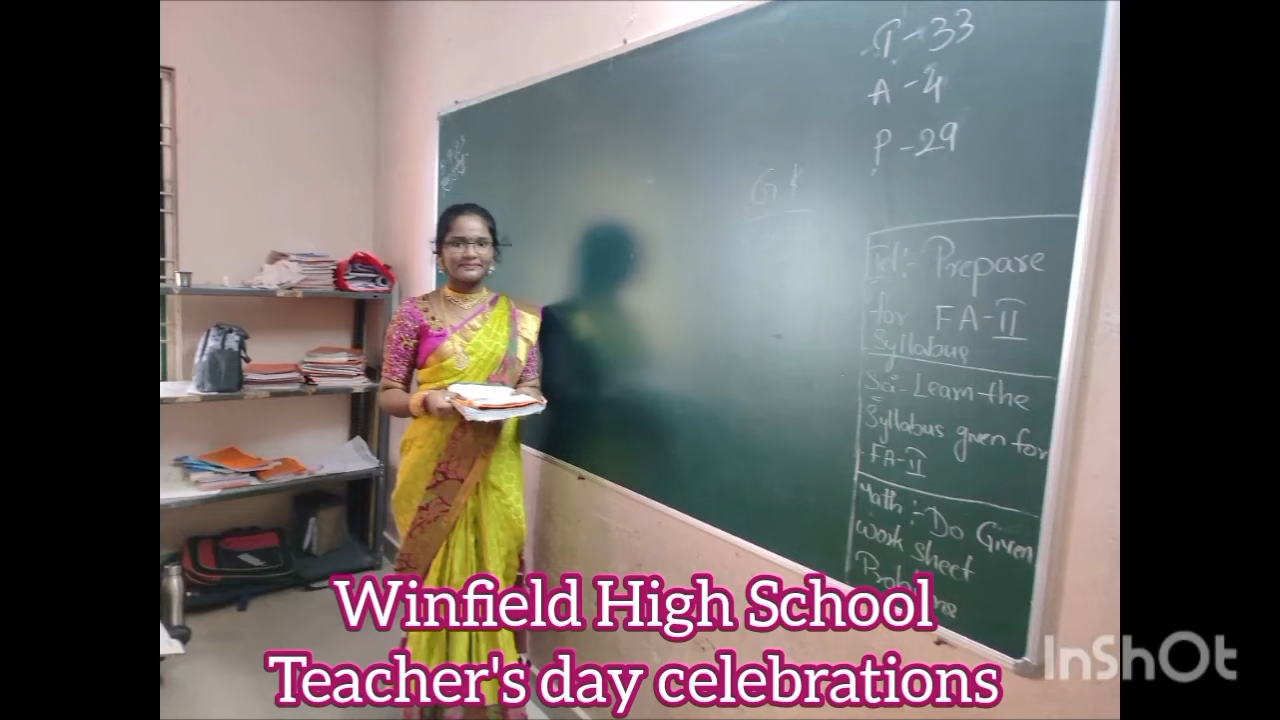 T - 33
A - 4
P - 29
G K
Tel :- Prepare
for FA-II
Syllabus
Sci - Learn the
Syllabus given for
FA-II
Math :- Do Given
work sheet
Winfield High School
Teacher's day celebrations
InShOt